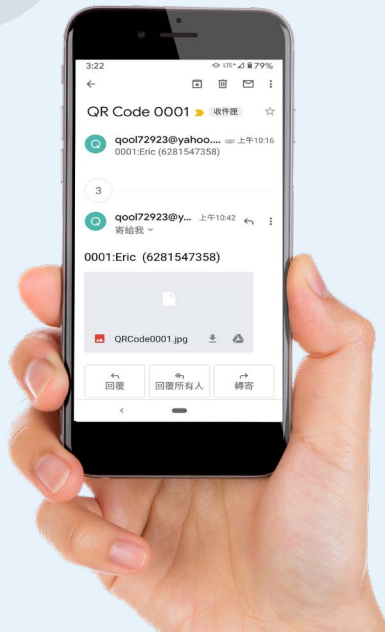 3:22 LTE+ 79%
QR Code 0001 收件匣
Q qool72923@yahoo.... 上午10:16
0001:Eric (6281547358)
3
Q qool72923@y... 上午10:42
寄給我
0001:Eric (6281547358)
QRCode0001.jpg
回覆 回覆所有人 轉寄